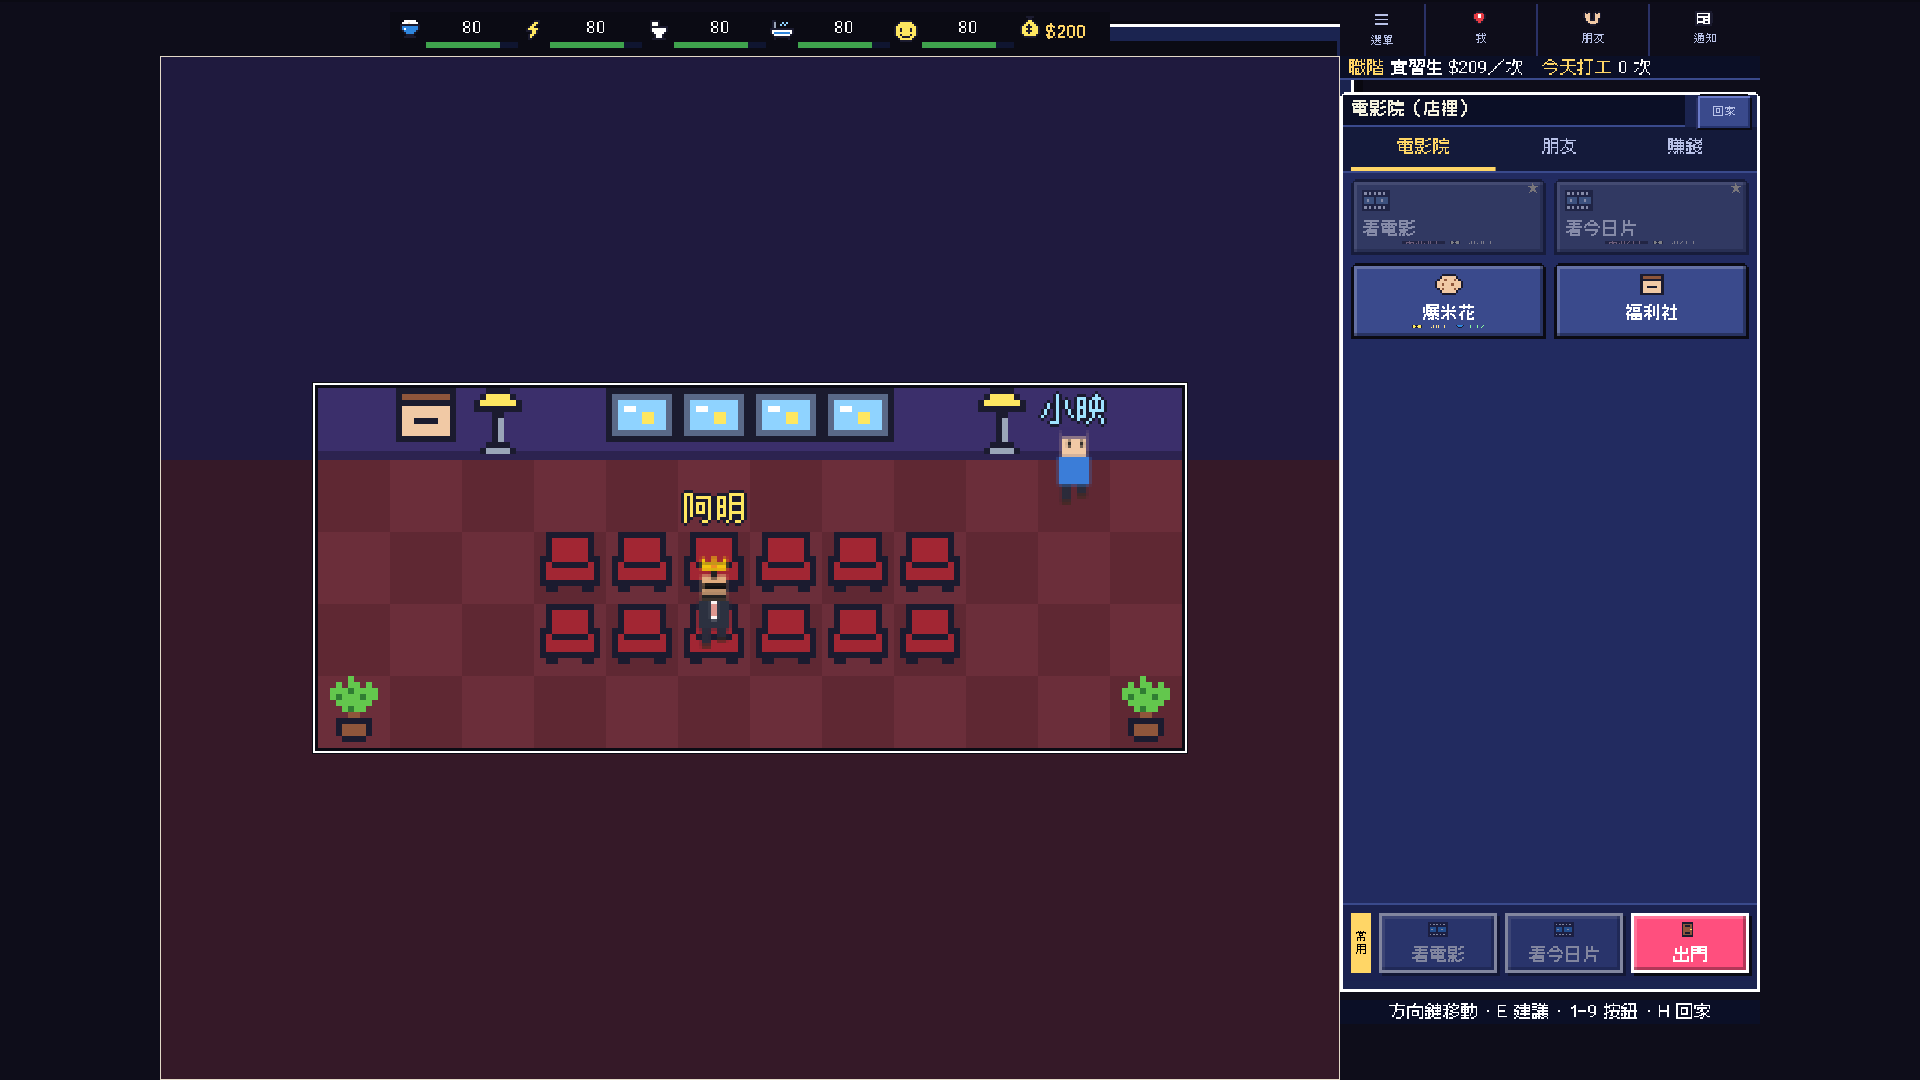 80 80 80 80 80 $200
選單 我 朋友 通知
職階 實習生 $209/次 今天打工 0 次
電影院（店裡） 回家
電影院 朋友 賺錢
看電影 看今日片
爆米花 福利社
小映
阿明
常用 看電影 看今日片 出門
方向鍵移動·E 建議·1-9 按鈕·H 回家